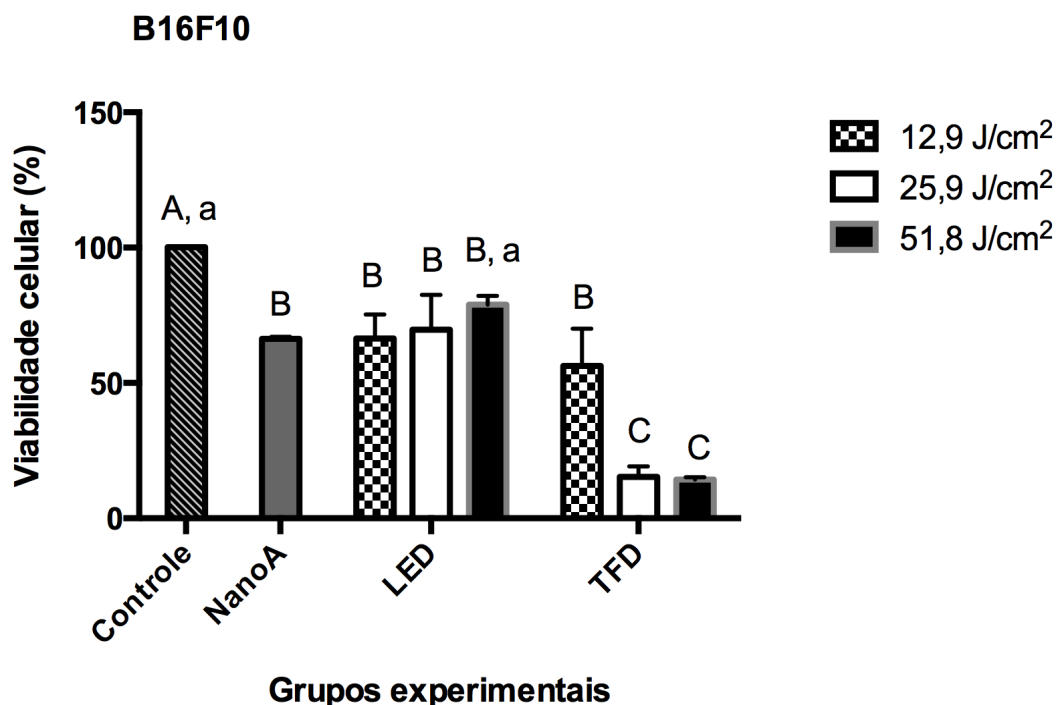 B16F10
Viabilidade celular (%)
150
100
50
0
A, a
B
B
B
B, a
B
C
C
Controle
NanoA
LED
TFD
Grupos experimentais
12,9 J/cm²
25,9 J/cm²
51,8 J/cm²